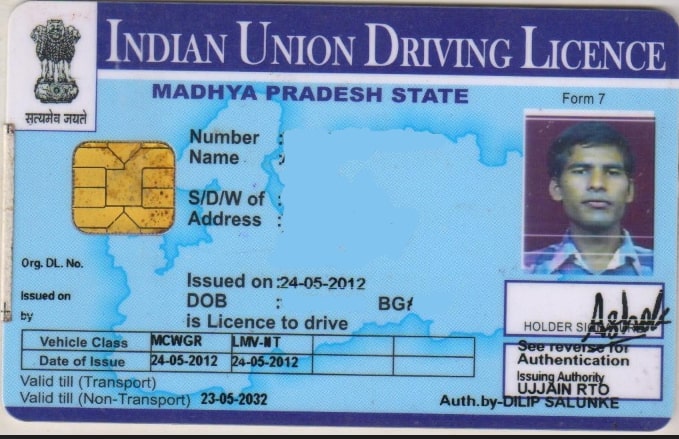 INDIAN UNION DRIVING LICENCE
सत्यमेव जयते
MADHYA PRADESH STATE
Form 7
Number :
Name :
S/D/W of :
Address :
Org. DL. No.
Issued on :24-05-2012
Issued on
DOB : BG
by
is Licence to drive
HOLDER SIGNATURE
Vehicle Class MCWGR LMV-NT
Date of Issue 24-05-2012 24-05-2012
See reverse for
Authentication
Issuing Authority
UJJAIN RTO
Valid till (Transport)
Valid till (Non-Transport) 23-05-2032
Auth.by-DILIP SALUNKE